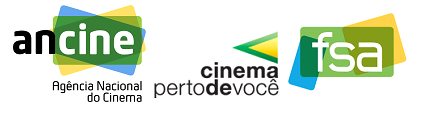 ancine
Agência Nacional
do Cinema
cinema
pertodevocê
fsa